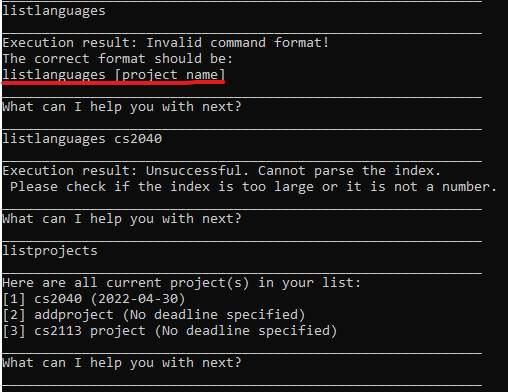 listlanguages
Execution result: Invalid command format!
The correct format should be:
listlanguages [project name]
What can I help you with next?
listlanguages cs2040
Execution result: Unsuccessful. Cannot parse the index.
 Please check if the index is too large or it is not a number.
What can I help you with next?
listprojects
Here are all current project(s) in your list:
[1] cs2040 (2022-04-30)
[2] addproject (No deadline specified)
[3] cs2113 project (No deadline specified)
What can I help you with next?